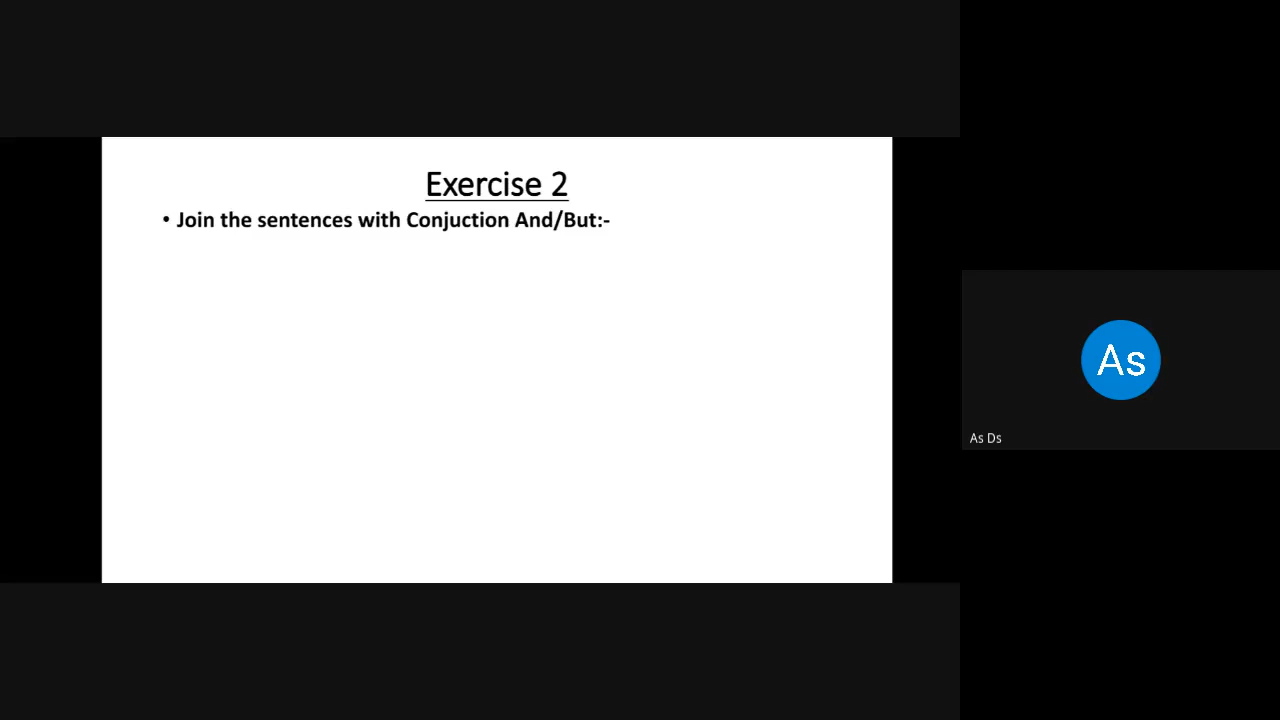 Exercise 2
• Join the sentences with Conjuction And/But:-
As
As Ds